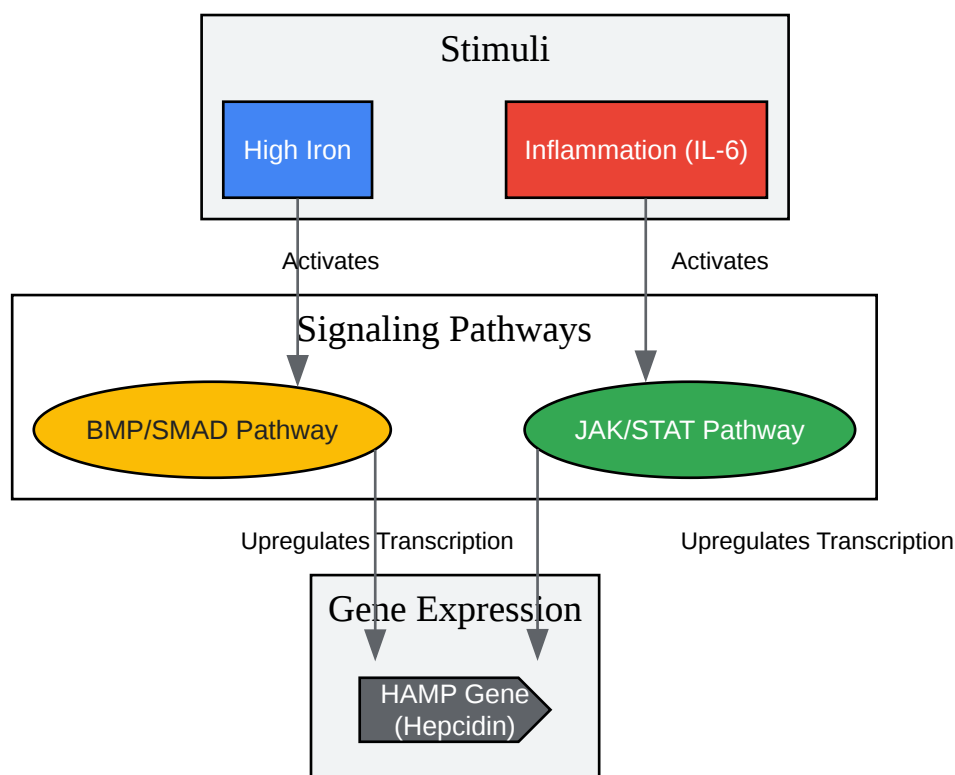 Stimuli
High Iron
Inflammation (IL-6)
Activates
Activates
Signaling Pathways
BMP/SMAD Pathway
JAK/STAT Pathway
Upregulates Transcription
Upregulates Transcription
Gene Expression
HAMP Gene
(Hepcidin)